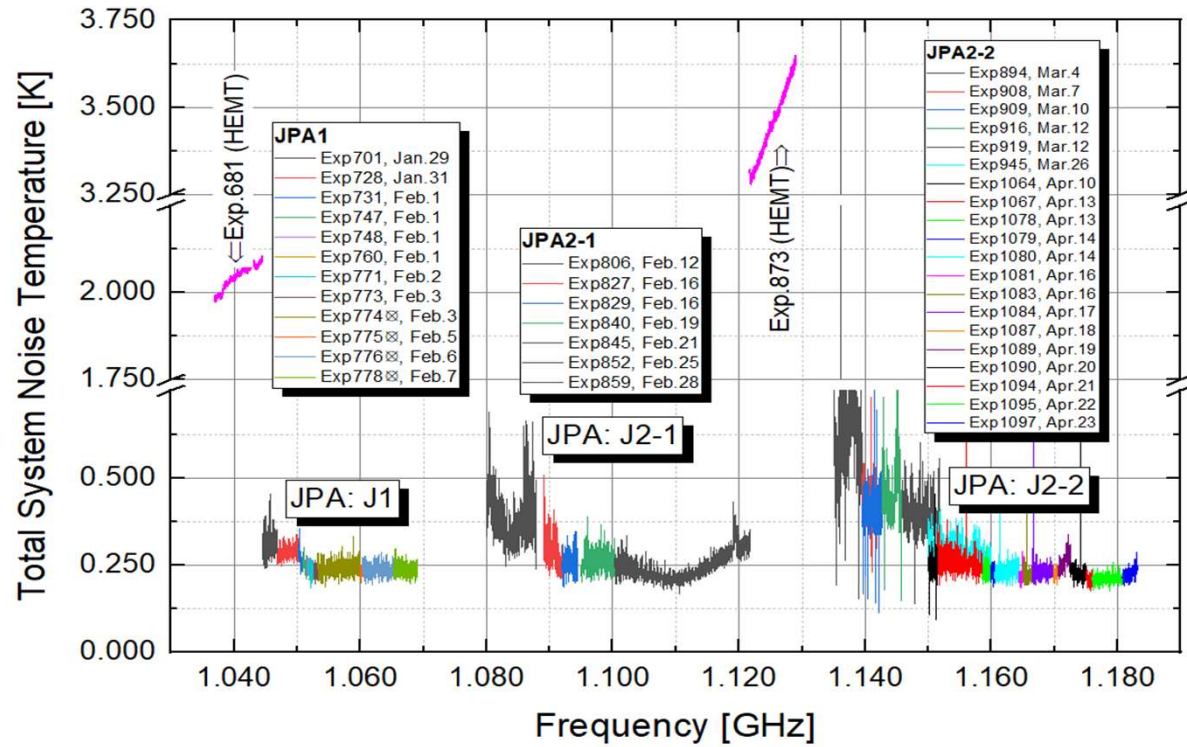 Total System Noise Temperature [K]
3.750
3.500
3.250
2.000
1.750
0.500
0.250
0.000
⇐Exp.681 (HEMT)
JPA1
Exp701, Jan.29
Exp728, Jan.31
Exp731, Feb.1
Exp747, Feb.1
Exp748, Feb.1
Exp760, Feb.1
Exp771, Feb.2
Exp773, Feb.3
Exp774⊠, Feb.3
Exp775⊠, Feb.5
Exp776⊠, Feb.6
Exp778⊠, Feb.7
JPA: J1
JPA2-1
Exp806, Feb.12
Exp827, Feb.16
Exp829, Feb.16
Exp840, Feb.19
Exp845, Feb.21
Exp852, Feb.25
Exp859, Feb.28
JPA: J2-1
Exp.873 (HEMT)⇒
JPA2-2
Exp894, Mar.4
Exp908, Mar.7
Exp909, Mar.10
Exp916, Mar.12
Exp919, Mar.12
Exp945, Mar.26
Exp1064, Apr.10
Exp1067, Apr.13
Exp1078, Apr.13
Exp1079, Apr.14
Exp1080, Apr.14
Exp1081, Apr.16
Exp1083, Apr.16
Exp1084, Apr.17
Exp1087, Apr.18
Exp1089, Apr.19
Exp1090, Apr.20
Exp1094, Apr.21
Exp1095, Apr.22
Exp1097, Apr.23
JPA: J2-2
1.040 1.060 1.080 1.100 1.120 1.140 1.160 1.180
Frequency [GHz]